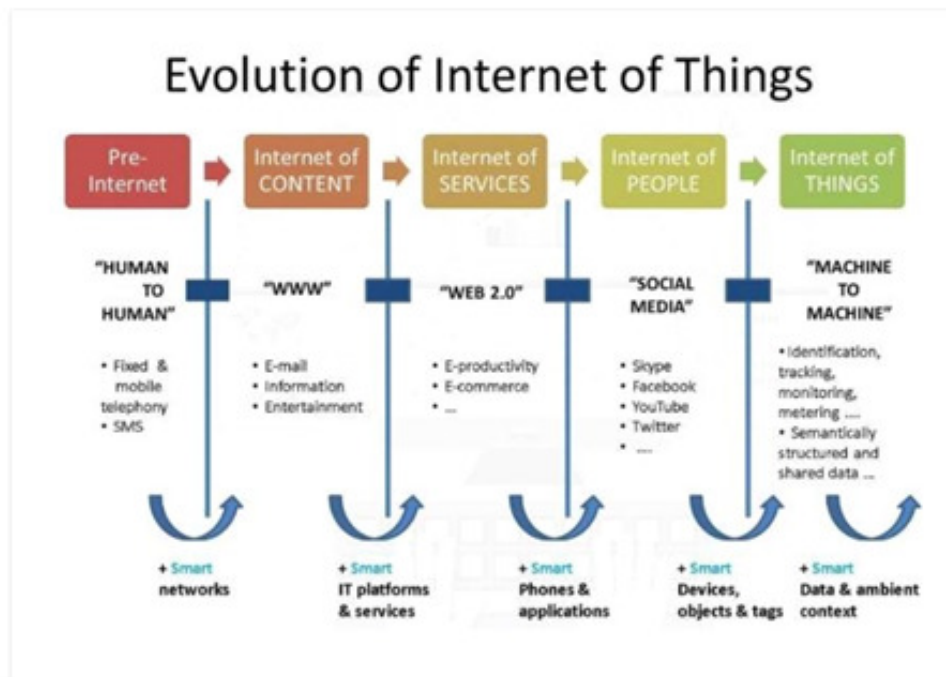 Evolution of Internet of Things
Pre-
Internet
Internet of
CONTENT
Internet of
SERVICES
Internet of
PEOPLE
Internet of
THINGS
"HUMAN
TO
HUMAN"
"WWW"
"WEB 2.0"
"SOCIAL
MEDIA"
"MACHINE
TO
MACHINE"
• Fixed &
mobile
telephony
• SMS
• E-mail
• Information
• Entertainment
• E-productivity
• E-commerce
• ...
• Skype
• Facebook
• YouTube
• Twitter
• ....
• Identification,
tracking,
monitoring,
metering ....
• Semantically
structured and
shared data ...
+ Smart
networks
+ Smart
IT platforms
& services
+ Smart
Phones &
applications
+ Smart
Devices,
objects & tags
+ Smart
Data & ambient
context